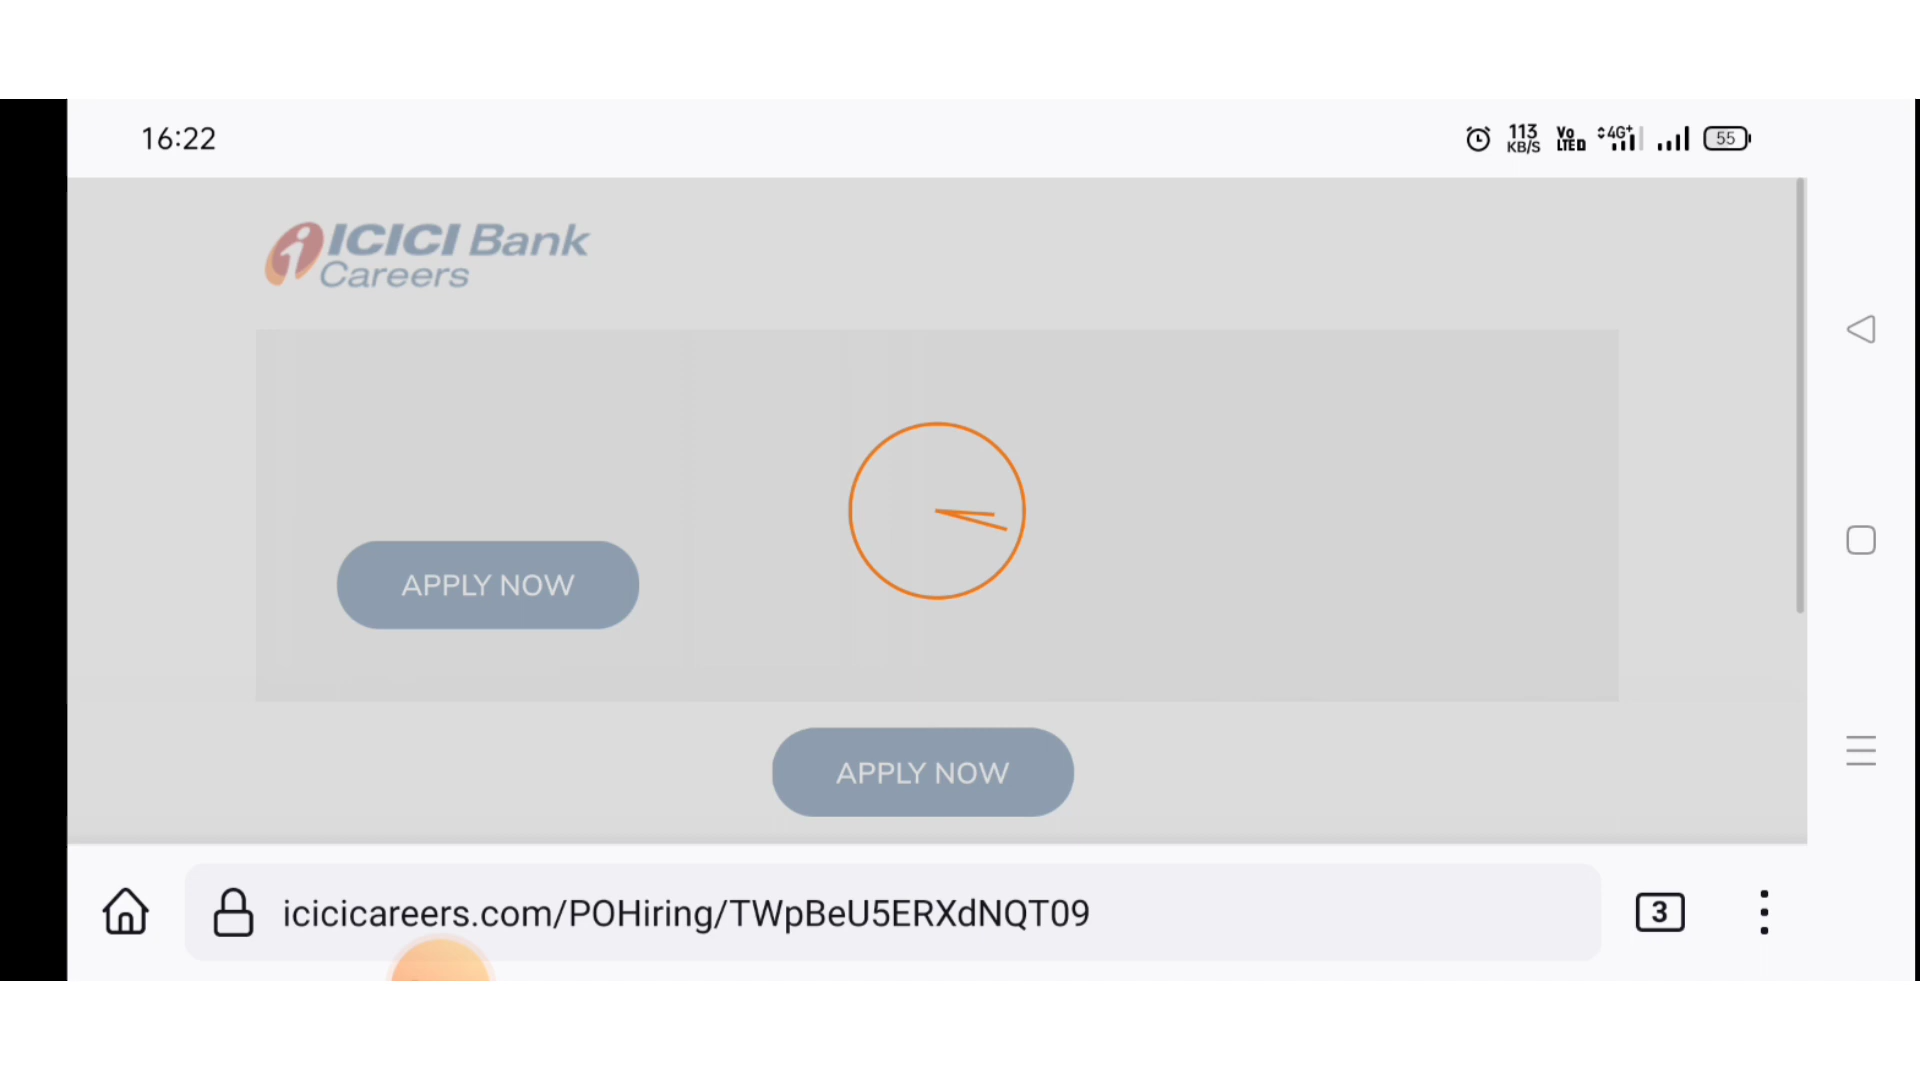 16:22
113
KB/S
Vo
LTE
4G+
55
ICICI Bank
Careers
APPLY NOW
APPLY NOW
icicicareers.com/POHiring/TWpBeU5ERXdNQT09
3